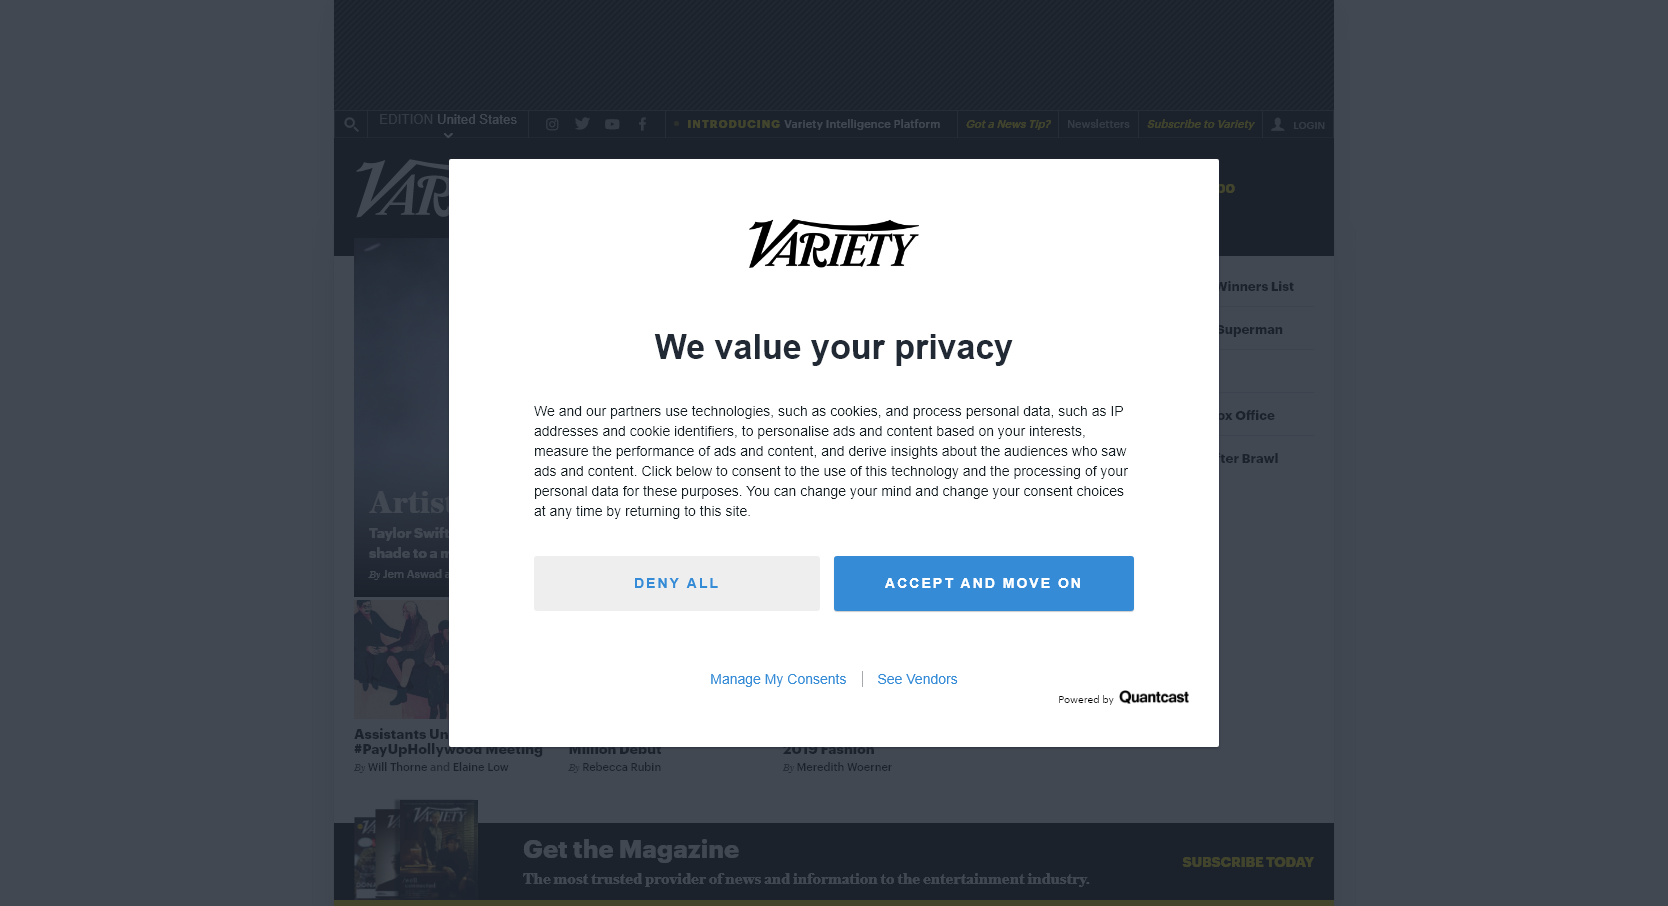 EDITION United States
INTRODUCING Variety Intelligence Platform
Got a News Tip?
Newsletters
Subscribe to Variety
LOGIN
VAR
VARIETY
We value your privacy
We and our partners use technologies, such as cookies, and process personal data, such as IP
addresses and cookie identifiers, to personalise ads and content based on your interests,
measure the performance of ads and content, and derive insights about the audiences who saw
ads and content. Click below to consent to the use of this technology and the processing of your
personal data for these purposes. You can change your mind and change your consent choices
at any time by returning to this site.
DENY ALL
ACCEPT AND MOVE ON
Manage My Consents
See Vendors
Powered by Quantcast
Winners List
Superman
ox Office
ter Brawl
Artist
Taylor Swift
shade to a
By Jem Aswad
Assistants Un
#PayUpHollywood Meeting
By Will Thorne and Elaine Low
Million Debut
By Rebecca Rubin
2019 Fashion
By Meredith Woerner
VARIETY
Get the Magazine
The most trusted provider of news and information to the entertainment industry.
SUBSCRIBE TODAY